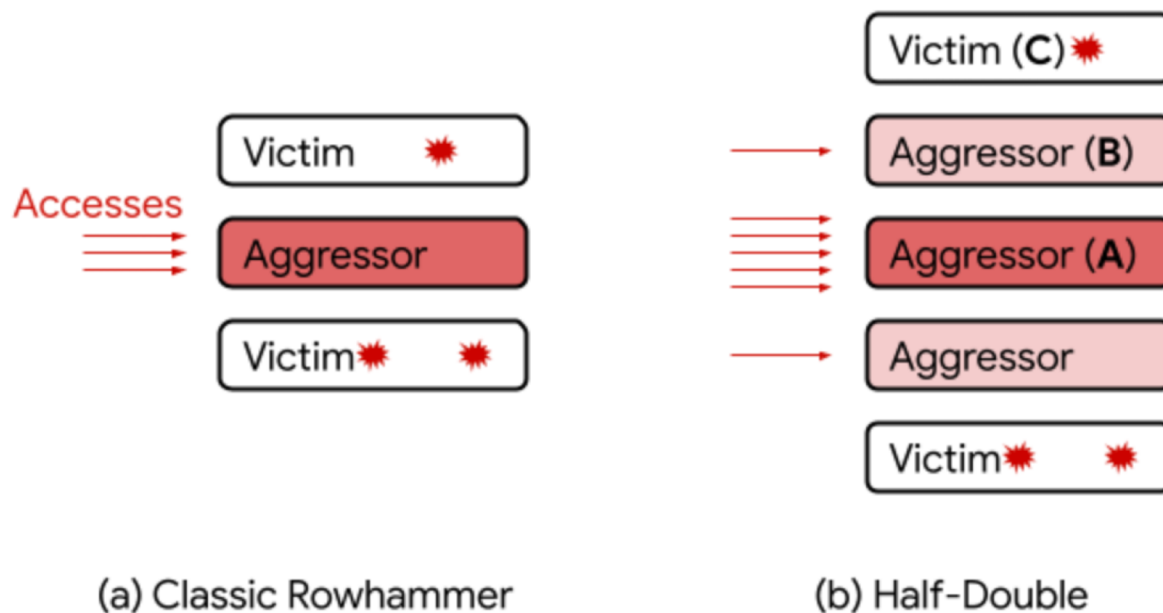 Accesses
Victim
Aggressor
Victim
(a) Classic Rowhammer
Victim (C)
Aggressor (B)
Aggressor (A)
Aggressor
Victim
(b) Half-Double